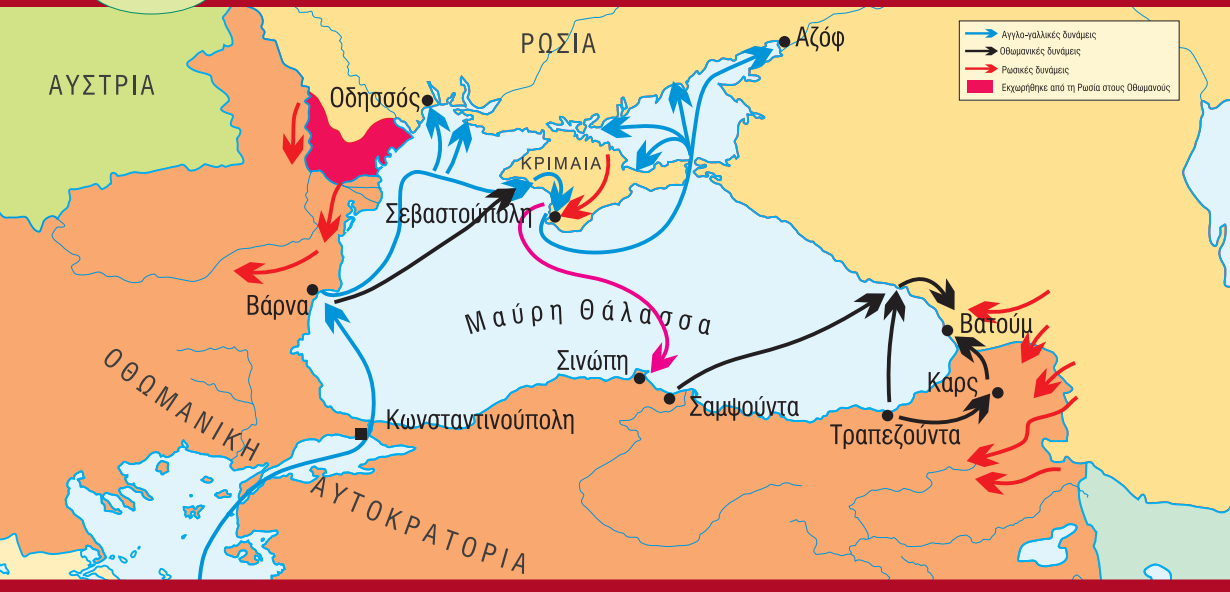 ΡΩΣΙΑ
Αζόφ
Αγγλο-γαλλικές δυνάμεις
Οθωμανικές δυνάμεις
Ρωσικές δυνάμεις
Εκχωρήθηκε από τη Ρωσία στους Οθωμανούς
ΑΥΣΤΡΙΑ
Οδησσός
ΚΡΙΜΑΙΑ
Σεβαστούπολη
Βάρνα
Μαύρη Θάλασσα
Βατούμ
Σινώπη
Καρς
Σαμψούντα
Κωνσταντινούπολη
Τραπεζούντα
ΟΘΩΜΑΝΙΚΗ
ΑΥΤΟΚΡΑΤΟΡΙΑ